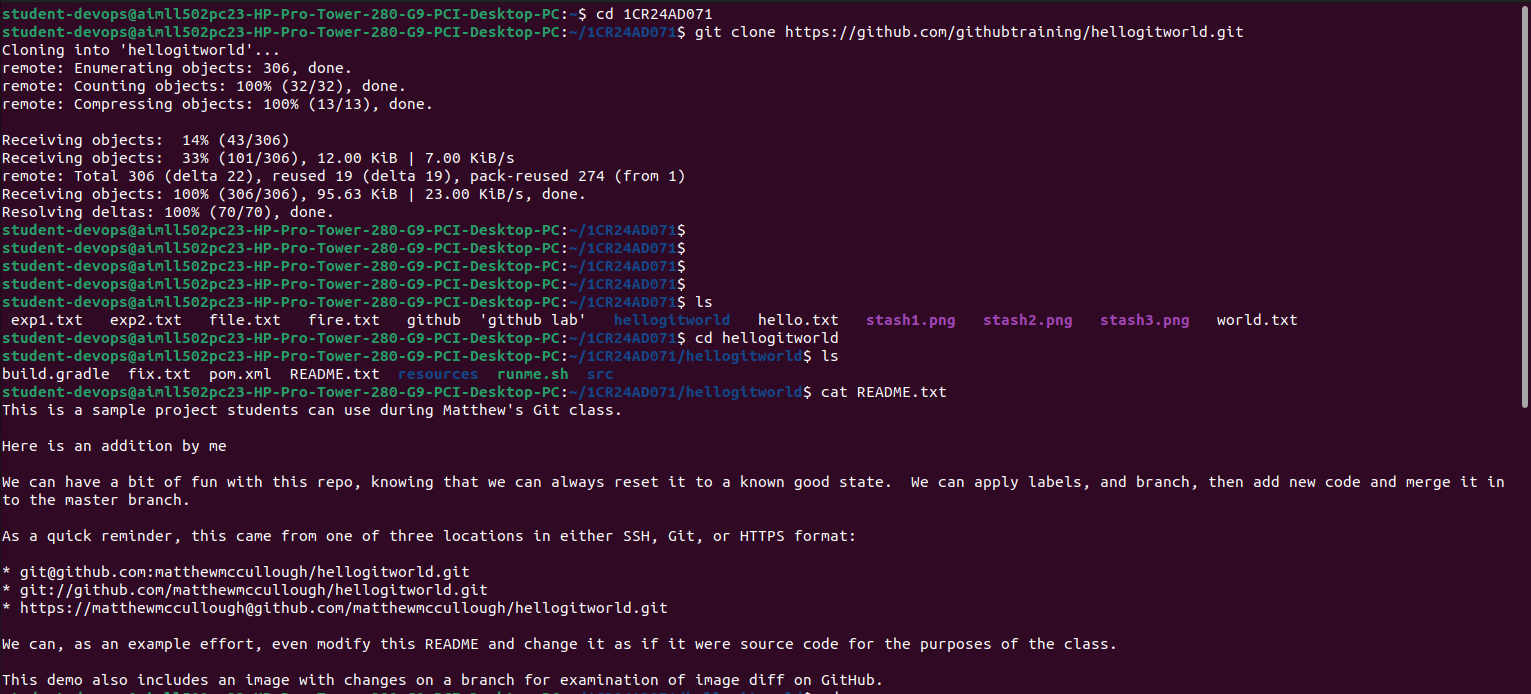 student-devops@aimll502pc23-HP-Pro-Tower-280-G9-PCI-Desktop-PC:~$ cd 1CR24AD071
student-devops@aimll502pc23-HP-Pro-Tower-280-G9-PCI-Desktop-PC:~/1CR24AD071$ git clone https://github.com/githubtraining/hellogitworld.git
Cloning into 'hellogitworld'...
remote: Enumerating objects: 306, done.
remote: Counting objects: 100% (32/32), done.
remote: Compressing objects: 100% (13/13), done.

Receiving objects:  14% (43/306)
Receiving objects:  33% (101/306), 12.00 KiB | 7.00 KiB/s
remote: Total 306 (delta 22), reused 19 (delta 19), pack-reused 274 (from 1)
Receiving objects: 100% (306/306), 95.63 KiB | 23.00 KiB/s, done.
Resolving deltas: 100% (70/70), done.
student-devops@aimll502pc23-HP-Pro-Tower-280-G9-PCI-Desktop-PC:~/1CR24AD071$
student-devops@aimll502pc23-HP-Pro-Tower-280-G9-PCI-Desktop-PC:~/1CR24AD071$
student-devops@aimll502pc23-HP-Pro-Tower-280-G9-PCI-Desktop-PC:~/1CR24AD071$
student-devops@aimll502pc23-HP-Pro-Tower-280-G9-PCI-Desktop-PC:~/1CR24AD071$
student-devops@aimll502pc23-HP-Pro-Tower-280-G9-PCI-Desktop-PC:~/1CR24AD071$ ls
 exp1.txt   exp2.txt   file.txt   fire.txt   github  'github lab'   hellogitworld   hello.txt   stash1.png   stash2.png   stash3.png   world.txt
student-devops@aimll502pc23-HP-Pro-Tower-280-G9-PCI-Desktop-PC:~/1CR24AD071$ cd hellogitworld
student-devops@aimll502pc23-HP-Pro-Tower-280-G9-PCI-Desktop-PC:~/1CR24AD071/hellogitworld$ ls
build.gradle  fix.txt  pom.xml  README.txt  resources  runme.sh  src
student-devops@aimll502pc23-HP-Pro-Tower-280-G9-PCI-Desktop-PC:~/1CR24AD071/hellogitworld$ cat README.txt
This is a sample project students can use during Matthew's Git class.

Here is an addition by me

We can have a bit of fun with this repo, knowing that we can always reset it to a known good state.  We can apply labels, and branch, then add new code and merge it in
to the master branch.

As a quick reminder, this came from one of three locations in either SSH, Git, or HTTPS format:

* git@github.com:matthewmccullough/hellogitworld.git
* git://github.com/matthewmccullough/hellogitworld.git
* https://matthewmccullough@github.com/matthewmccullough/hellogitworld.git

We can, as an example effort, even modify this README and change it as if it were source code for the purposes of the class.

This demo also includes an image with changes on a branch for examination of image diff on GitHub.